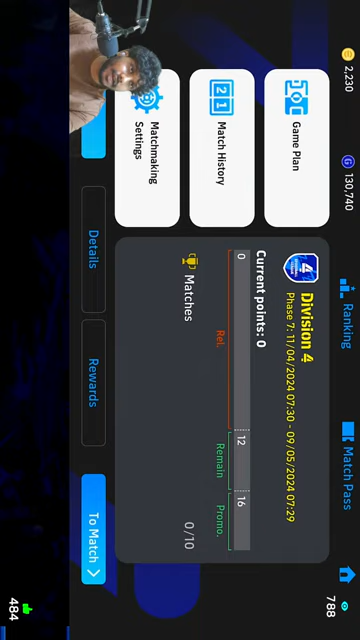 2,230
130,740
Ranking
Match Pass
788
Game Plan
Match History
Matchmaking
Settings
4
Division 4
Phase 7: 11/04/2024 07:30 - 09/05/2024 07:29
Current points: 0
0
12
16
Rel.
Remain
Promo.
Matches
0/10
Details
Rewards
To Match
484